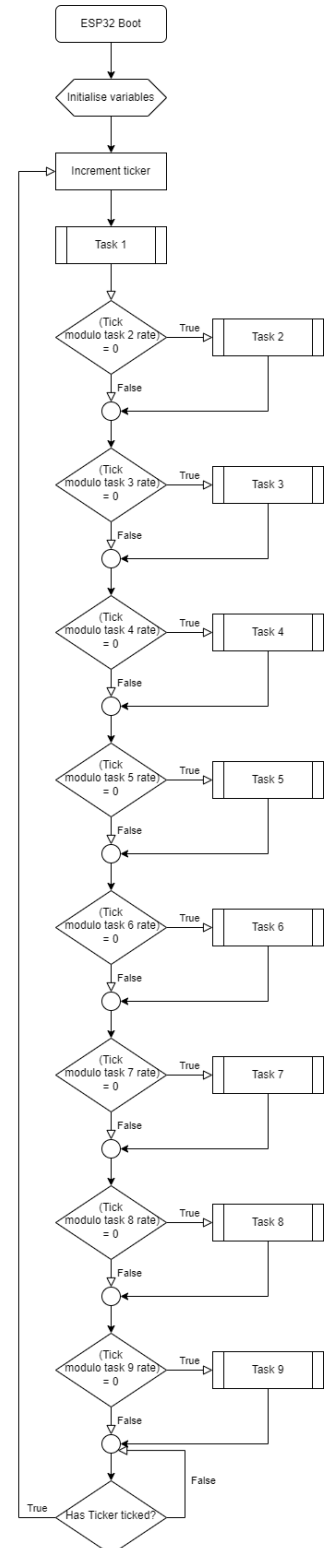 ESP32 Boot
Initialise variables
Increment ticker
Task 1
(Tick
modulo task 2 rate)
= 0
True
Task 2
False
(Tick
modulo task 3 rate)
= 0
True
Task 3
False
(Tick
modulo task 4 rate)
= 0
True
Task 4
False
(Tick
modulo task 5 rate)
= 0
True
Task 5
False
(Tick
modulo task 6 rate)
= 0
True
Task 6
False
(Tick
modulo task 7 rate)
= 0
True
Task 7
False
(Tick
modulo task 8 rate)
= 0
True
Task 8
False
(Tick
modulo task 9 rate)
= 0
True
Task 9
False
False
True
Has Ticker ticked?